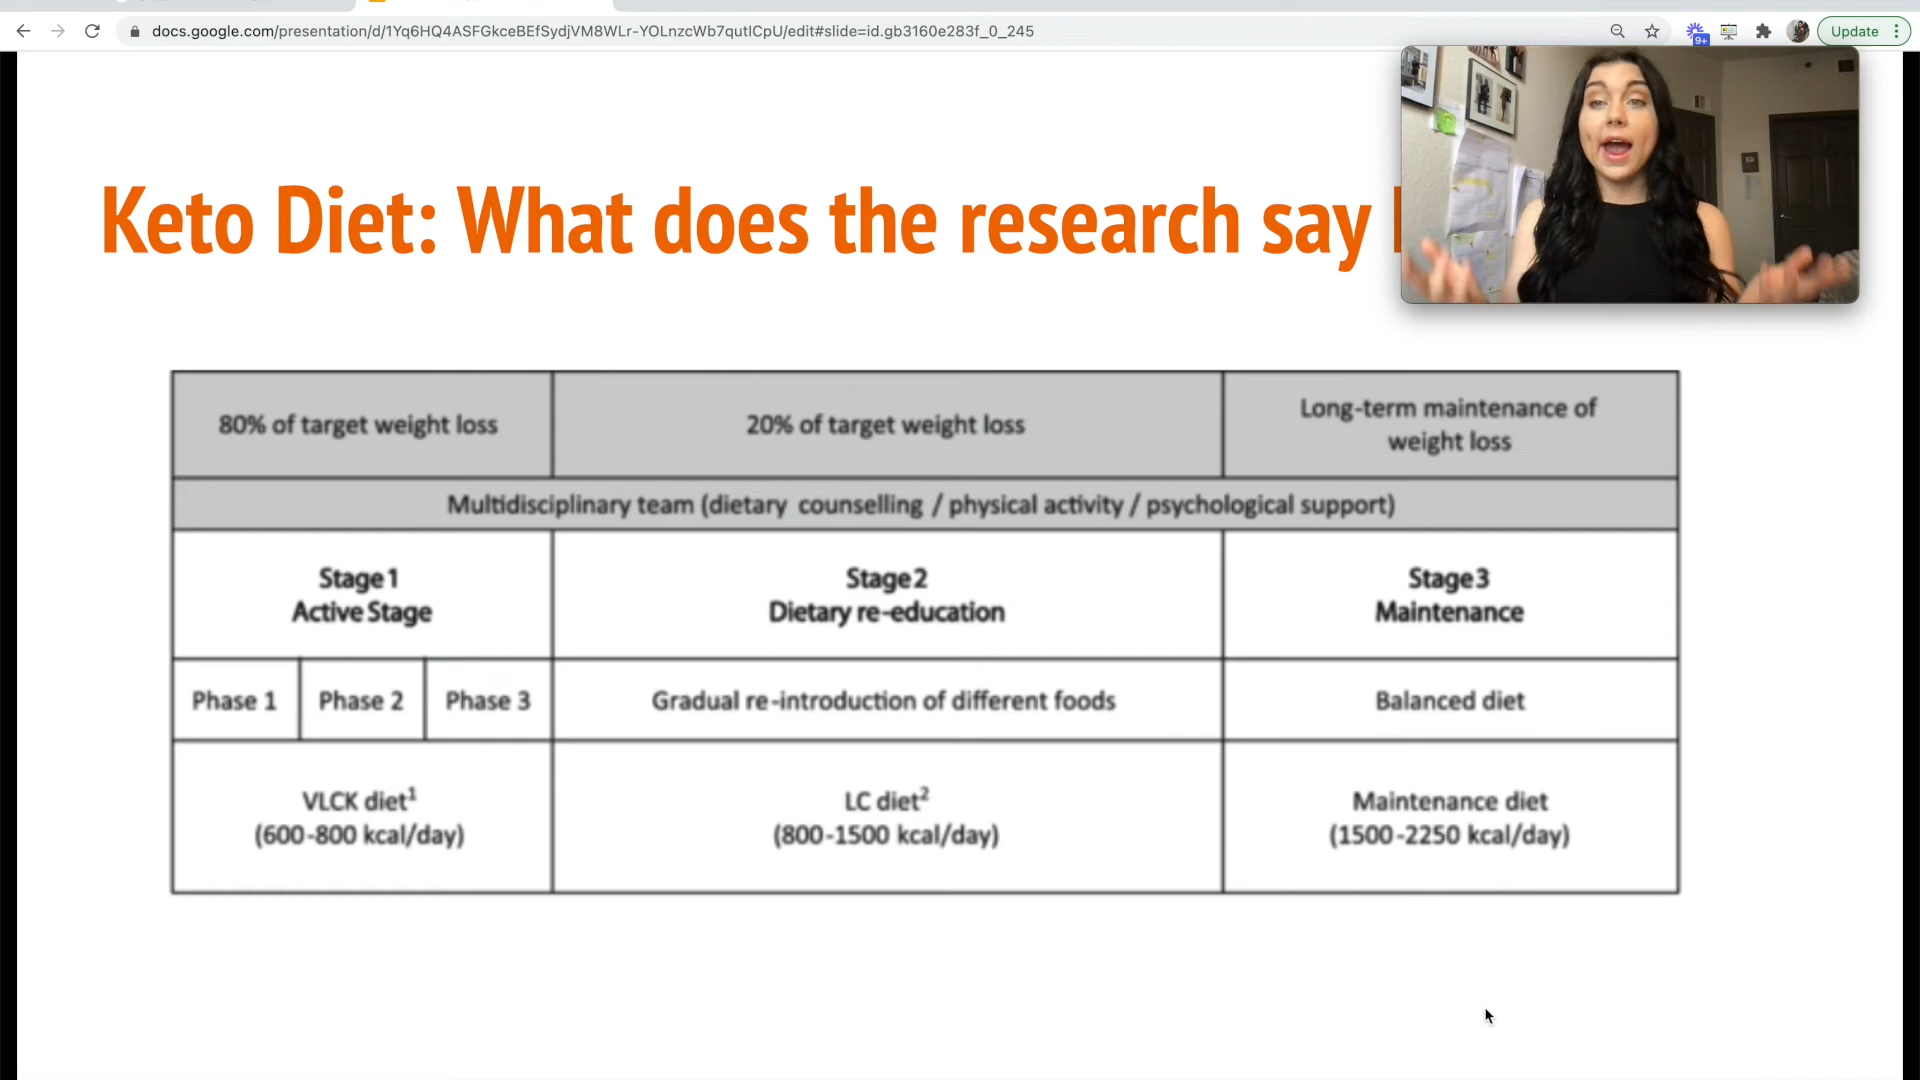 docs.google.com/presentation/d/1Yq6HQ4ASFGkceBEfSydjVM8WLr-YOLnzcWb7qutlCpU/edit#slide=id.gb3160e283f_0_245
9+
Update
Keto Diet: What does the research say
80% of target weight loss
20% of target weight loss
Long-term maintenance of
weight loss
Multidisciplinary team (dietary counselling / physical activity / psychological support)
Stage 1
Active Stage
Stage 2
Dietary re-education
Stage 3
Maintenance
Phase 1
Phase 2
Phase 3
Gradual re-introduction of different foods
Balanced diet
VLCK diet¹
(600-800 kcal/day)
LC diet²
(800-1500 kcal/day)
Maintenance diet
(1500-2250 kcal/day)